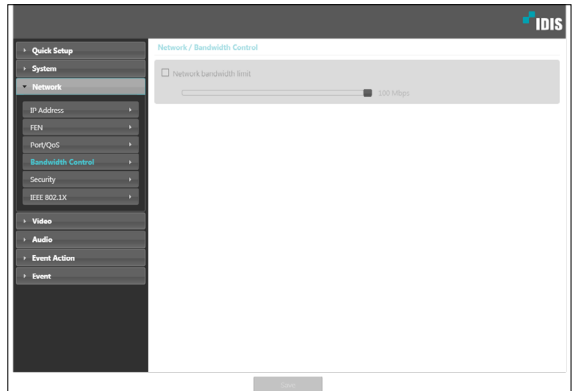 IDIS
Quick Setup
System
Network
IP Address
FEN
Port/QoS
Bandwidth Control
Security
IEEE 802.1X
Video
Audio
Event Action
Event
Network / Bandwidth Control
Network bandwidth limit
100 Mbps
Save